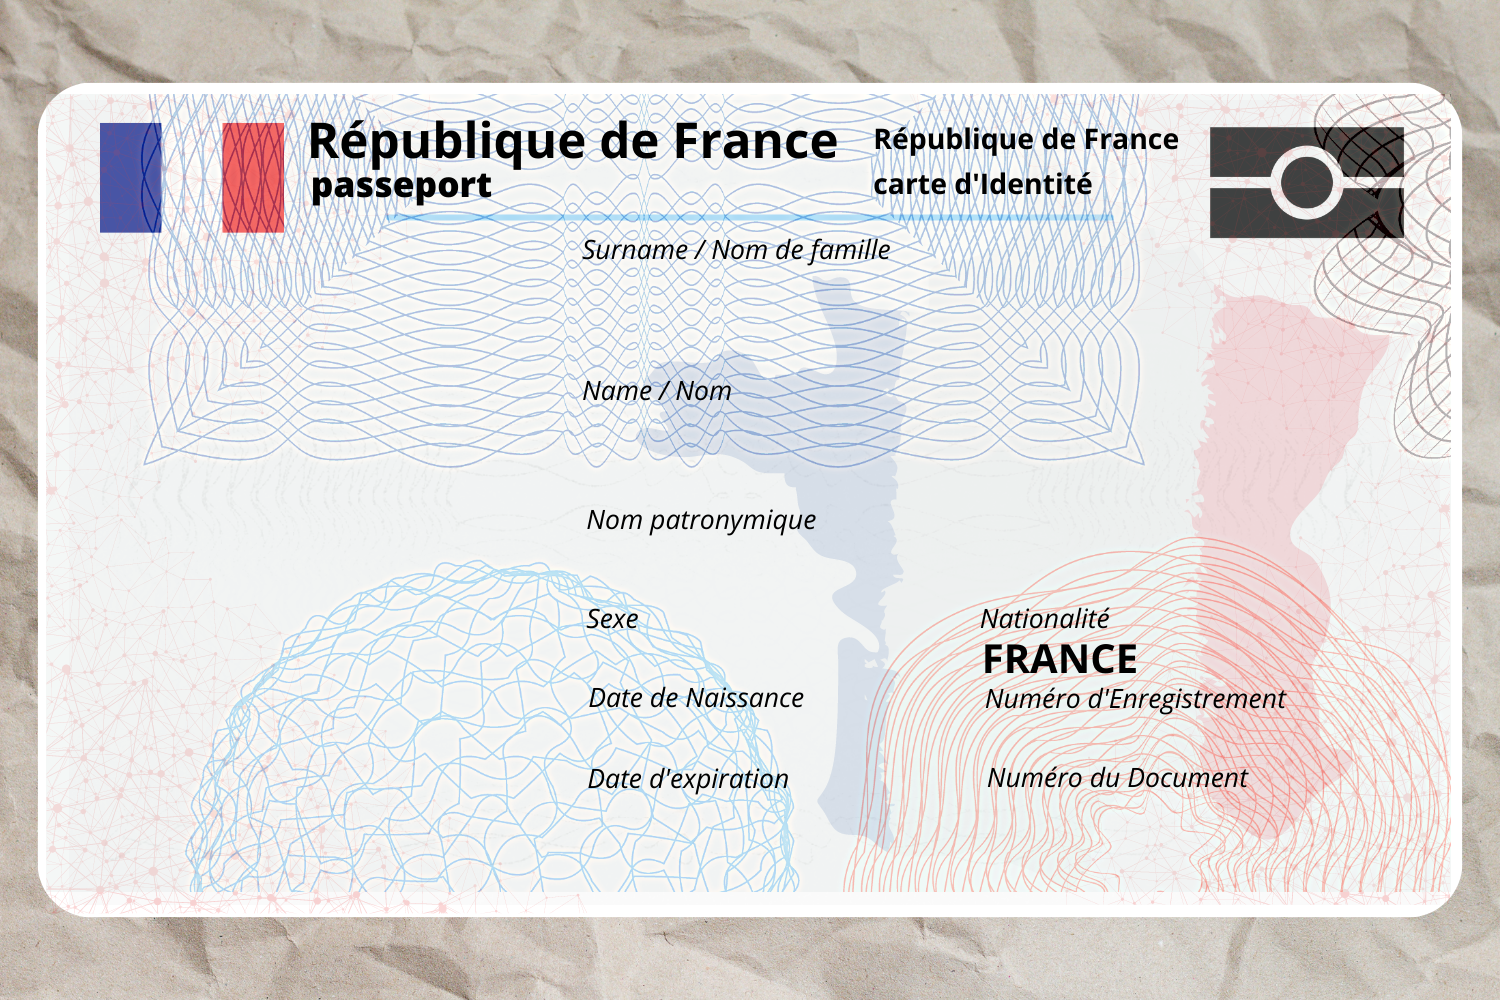 République de France
passeport
République de France
carte d'Identité
Surname / Nom de famille
Name / Nom
Nom patronymique
Sexe
Nationalité
FRANCE
Date de Naissance
Numéro d'Enregistrement
Date d'expiration
Numéro du Document